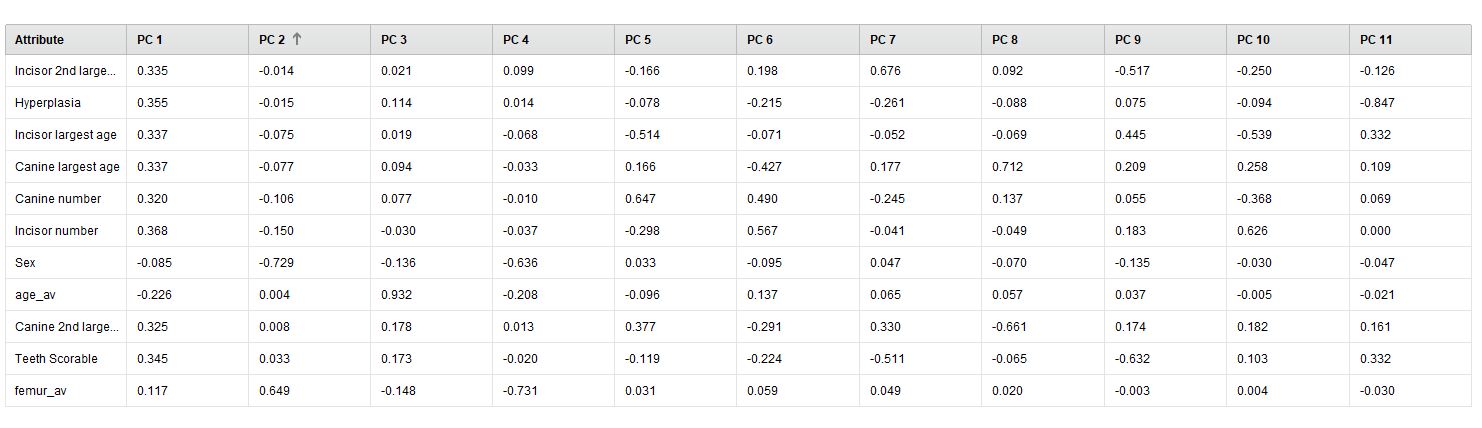 Attribute PC 1 PC 2 ↑ PC 3 PC 4 PC 5 PC 6 PC 7 PC 8 PC 9 PC 10 PC 11
Incisor 2nd large... 0.335 -0.014 0.021 0.099 -0.166 0.198 0.676 0.092 -0.517 -0.250 -0.126
Hyperplasia 0.355 -0.015 0.114 0.014 -0.078 -0.215 -0.261 -0.088 0.075 -0.094 -0.847
Incisor largest age 0.337 -0.075 0.019 -0.068 -0.514 -0.071 -0.052 -0.069 0.445 -0.539 0.332
Canine largest age 0.337 -0.077 0.094 -0.033 0.166 -0.427 0.177 0.712 0.209 0.258 0.109
Canine number 0.320 -0.106 0.077 -0.010 0.647 0.490 -0.245 0.137 0.055 -0.368 0.069
Incisor number 0.368 -0.150 -0.030 -0.037 -0.298 0.567 -0.041 -0.049 0.183 0.626 0.000
Sex -0.085 -0.729 -0.136 -0.636 0.033 -0.095 0.047 -0.070 -0.135 -0.030 -0.047
age_av -0.226 0.004 0.932 -0.208 -0.096 0.137 0.065 0.057 0.037 -0.005 -0.021
Canine 2nd large... 0.325 0.008 0.178 0.013 0.377 -0.291 0.330 -0.661 0.174 0.182 0.161
Teeth Scorable 0.345 0.033 0.173 -0.020 -0.119 -0.224 -0.511 -0.065 -0.632 0.103 0.332
femur_av 0.117 0.649 -0.148 -0.731 0.031 0.059 0.049 0.020 -0.003 0.004 -0.030